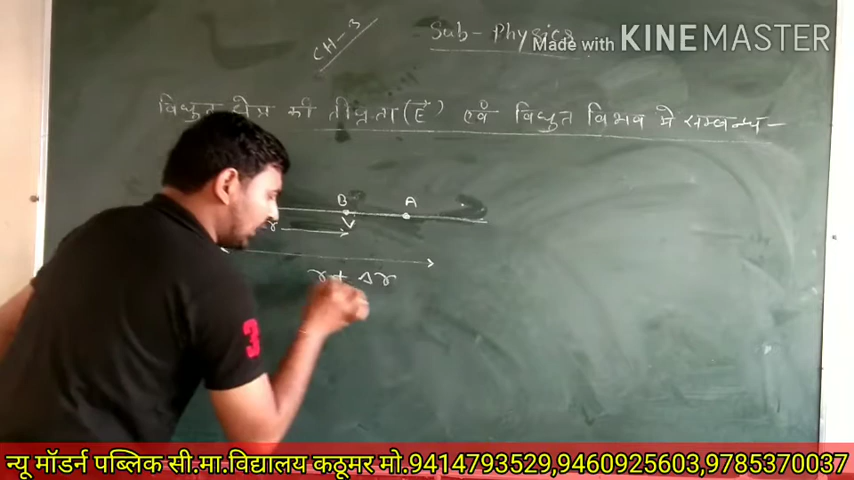 CH-3
Sub- Physics
Made with KINEMASTER
विधुत क्षेत्र की तीव्रता (E⃗) एवं विधुत विभव मे सम्बन्ध -
B A
r V
r + Δr
न्यू मॉडर्न पब्लिक सी.मा.विद्यालय कठूमर मो.9414793529,9460925603,9785370037